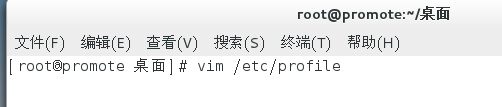 root@promote:~/桌面
文件(F) 编辑(E) 查看(V) 搜索(S) 终端(T) 帮助(H)
[root@promote 桌面]# vim /etc/profile